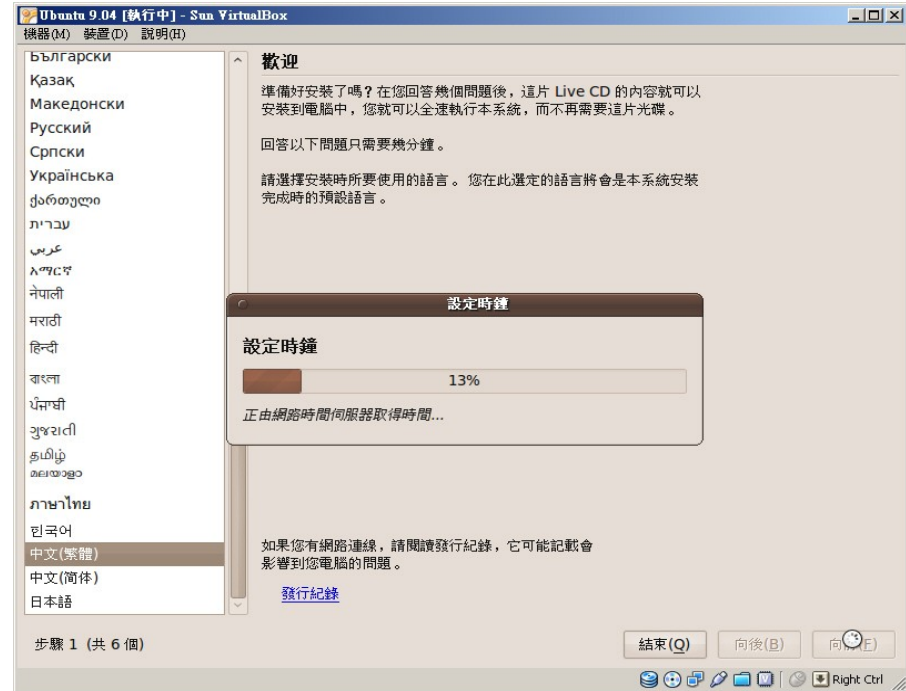 Ubuntu 9.04 [執行中] - Sun VirtualBox
機器(M) 裝置(D) 說明(H)
Български
Қазақ
Македонски
Русский
Српски
Українська
ქართული
עברית
عربي
አማርኛ
नेपाली
मराठी
हिन्दी
বাংলা
ਪੰਜਾਬੀ
ગુજરાતી
தமிழ்
മലയാളം
ภาษาไทย
한국어
中文(繁體)
中文(简体)
日本語
歡迎
準備好安裝了嗎? 在您回答幾個問題後，這片 Live CD 的內容就可以
安裝到電腦中，您就可以全速執行本系統，而不再需要這片光碟。
回答以下問題只需要幾分鐘。
請選擇安裝時所要使用的語言。 您在此選定的語言將會是本系統安裝
完成時的預設語言。
設定時鐘
設定時鐘
13%
正由網路時間伺服器取得時間...
如果您有網路連線，請閱讀發行紀錄，它可能記載會
影響到您電腦的問題。
發行紀錄
步驟 1 (共 6 個)
結束(Q)
向後(B)
向
F)
Right Ctrl